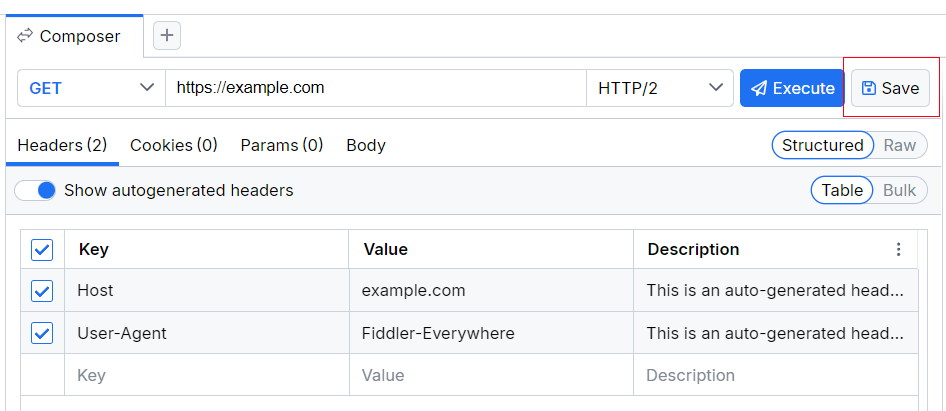 Composer
GET https://example.com HTTP/2 Execute Save
Headers (2) Cookies (0) Params (0) Body Structured Raw
Show autogenerated headers Table Bulk
Key Value Description
Host example.com This is an auto-generated head...
User-Agent Fiddler-Everywhere This is an auto-generated head...
Key Value Description